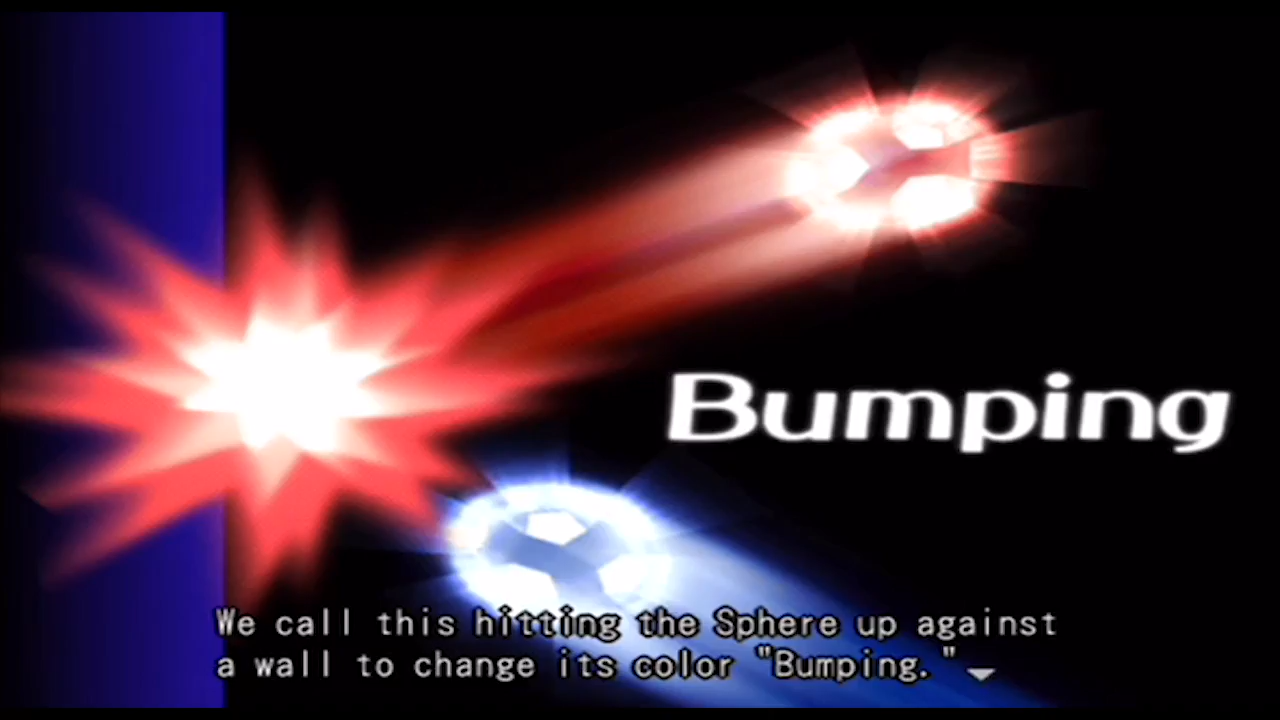 Bumping
We call this hitting the Sphere up against
a wall to change its color "Bumping."